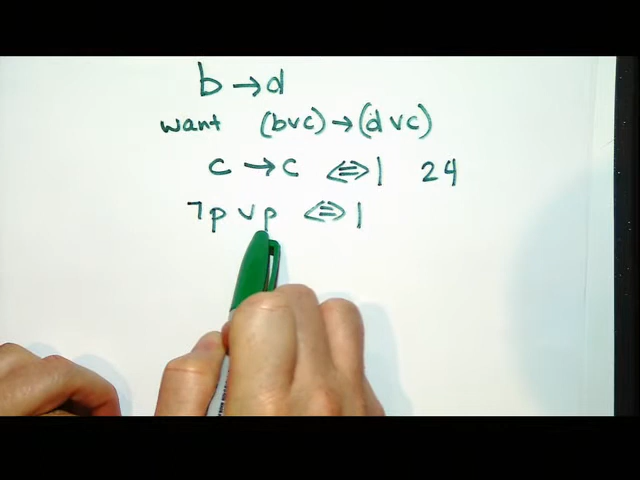 b → d
want (b∨c) → (d∨c)
c → c ⇔ 1 24
¬p ∨ p ⇔ 1